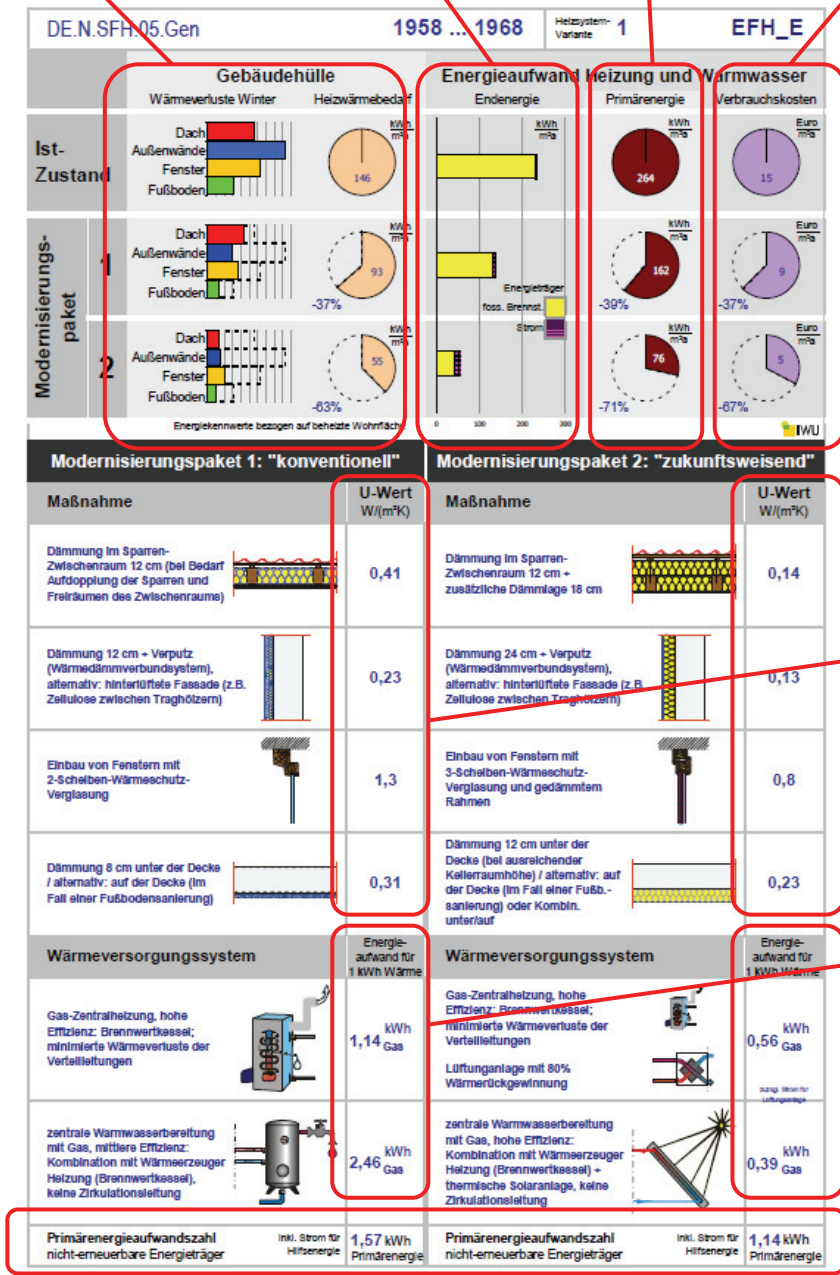 DE.N.SFH.05.Gen 1958 ... 1968 Heizsystem-Variante 1 EFH_E
Gebäudehülle
Wärmeverluste Winter Heizwärmebedarf
Energieaufwand Heizung und Warmwasser
Endenergie Primärenergie Verbrauchskosten
Ist-
Zustand
Dach
Außenwände
Fenster
Fußboden
kWh
m²a
146
kWh
m²a
kWh
m²a
264
Euro
m²a
15
Modernisierungs-
paket
1
Dach
Außenwände
Fenster
Fußboden
kWh
m²a
93
-37%
Energieträger
foss. Brennst.
Strom
kWh
m²a
162
-39%
Euro
m²a
9
-37%
2
Dach
Außenwände
Fenster
Fußboden
kWh
m²a
55
-63%
kWh
m²a
76
-71%
Euro
m²a
5
-67%
Energiekennwerte bezogen auf beheizte Wohnfläche
0 100 200 300
IWU
Modernisierungspaket 1: "konventionell"
Maßnahme
U-Wert
W/(m²K)
Dämmung im Sparren-
Zwischenraum 12 cm (bei Bedarf
Aufdopplung der Sparren und
Freiräumen des Zwischenraums)
0,41
Dämmung 12 cm + Verputz
(Wärmedämmverbundsystem),
alternativ: hinterlüftete Fassade (z.B.
Zellulose zwischen Traghölzern)
0,23
Einbau von Fenstern mit
2-Scheiben-Wärmeschutz-
Verglasung
1,3
Dämmung 8 cm unter der Decke
/ alternativ: auf der Decke (im
Fall einer Fußbodensanierung)
0,31
Wärmeversorgungssystem
Energie-
aufwand für
1 kWh Wärme
Gas-Zentralheizung, hohe
Effizienz: Brennwertkessel;
minimierte Wärmeverluste der
Verteilleitungen
1,14 kWh Gas
zentrale Warmwasserbereitung
mit Gas, mittlere Effizienz:
Kombination mit Wärmeerzeuger
Heizung (Brennwertkessel),
keine Zirkulationsleitung
2,46 kWh Gas
Primärenergieaufwandszahl
nicht-erneuerbare Energieträger
inkl. Strom für
Hilfsenergie
1,57 kWh
Primärenergie
Modernisierungspaket 2: "zukunftsweisend"
Maßnahme
U-Wert
W/(m²K)
Dämmung im Sparren-
Zwischenraum 12 cm +
zusätzliche Dämmlage 18 cm
0,14
Dämmung 24 cm + Verputz
(Wärmedämmverbundsystem),
alternativ: hinterlüftete Fassade (z.B.
Zellulose zwischen Traghölzern)
0,13
Einbau von Fenstern mit
3-Scheiben-Wärmeschutz-
Verglasung und gedämmtem
Rahmen
0,8
Dämmung 12 cm unter der
Decke (bei ausreichender
Kellerraumhöhe) / alternativ: auf
der Decke (im Fall einer Fußb.-
sanierung) oder Kombin.
unter/auf
0,23
Wärmeversorgungssystem
Energie-
aufwand für
1 kWh Wärme
Gas-Zentralheizung, hohe
Effizienz: Brennwertkessel;
minimierte Wärmeverluste der
Verteilleitungen
Lüftunganlage mit 80%
Wärmerückgewinnung
0,56 kWh Gas
zuzgl. Strom für
Lüftungsanlage
zentrale Warmwasserbereitung
mit Gas, hohe Effizienz:
Kombination mit Wärmeerzeuger
Heizung (Brennwertkessel) +
thermische Solaranlage, keine
Zirkulationsleitung
0,39 kWh Gas
Primärenergieaufwandszahl
nicht-erneuerbare Energieträger
inkl. Strom für
Hilfsenergie
1,14 kWh
Primärenergie